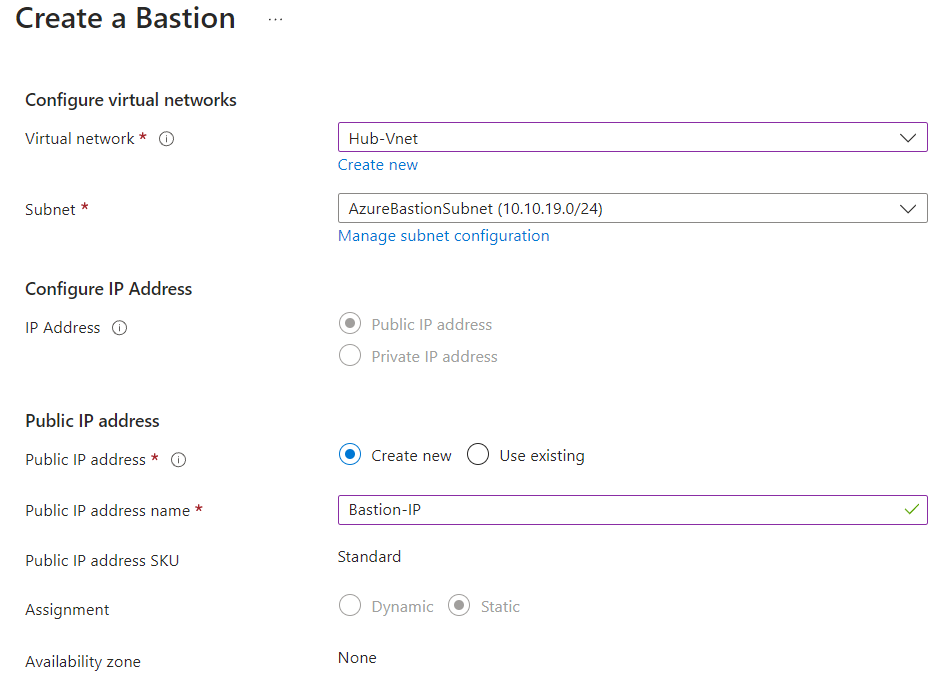 Create a Bastion ...
Configure virtual networks
Virtual network *
Hub-Vnet
Create new
Subnet *
AzureBastionSubnet (10.10.19.0/24)
Manage subnet configuration
Configure IP Address
IP Address
Public IP address
Private IP address
Public IP address
Public IP address *
Create new Use existing
Public IP address name *
Bastion-IP
Public IP address SKU
Standard
Assignment
Dynamic Static
Availability zone
None